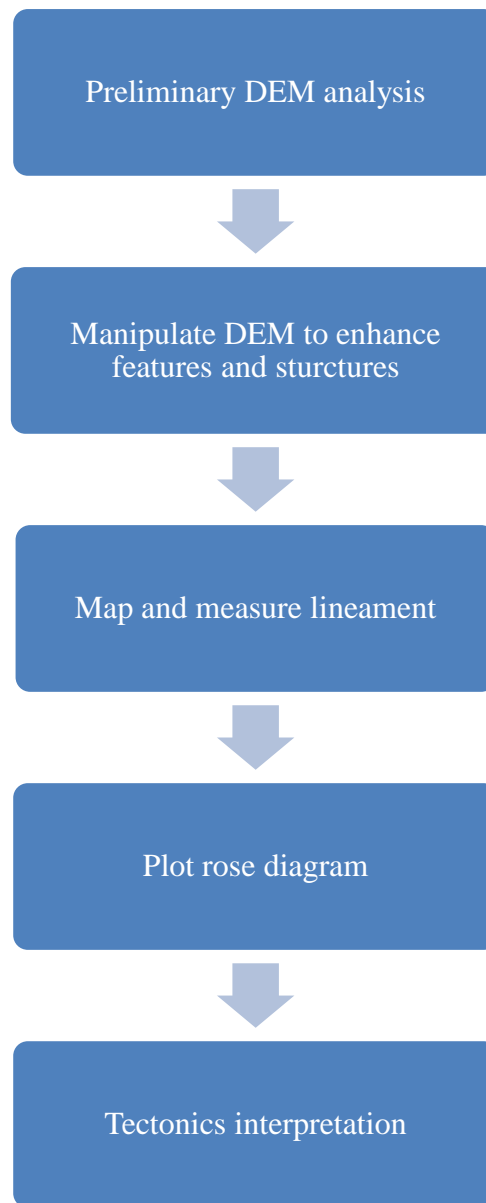 Preliminary DEM analysis
Manipulate DEM to enhance
features and sturctures
Map and measure lineament
Plot rose diagram
Tectonics interpretation